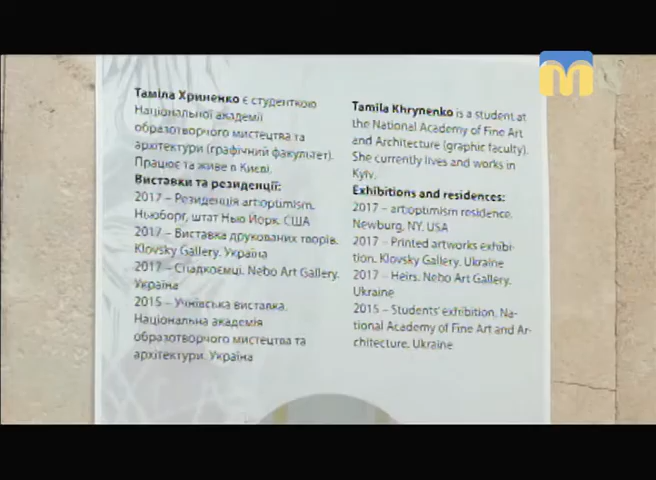 m
Таміла Хриненко є студенткою
Національної академії
образотворчого мистецтва та
архітектури (графічний факультет).
Працює та живе в Києві.
Виставки та резиденції:
2017 – Резиденція artoptimism.
Ньюборг, штат Нью Йорк. США
2017 – Виставка друкованих творів.
Klovsky Gallery. Україна
2017 – Спадкоємці. Nebo Art Gallery.
Україна
2015 – Учнівська виставка.
Національна академія
образотворчого мистецтва та
архітектури. Україна
Tamila Khrynenko is a student at
the National Academy of Fine Art
and Architecture (graphic faculty).
She currently lives and works in
Kyiv.
Exhibitions and residences:
2017 – artoptimism residence.
Newburg, NY. USA
2017 – Printed artworks exhibi-
tion. Klovsky Gallery. Ukraine
2017 – Heirs. Nebo Art Gallery.
Ukraine
2015 – Students' exhibition. Na-
tional Academy of Fine Art and Ar-
chitecture. Ukraine